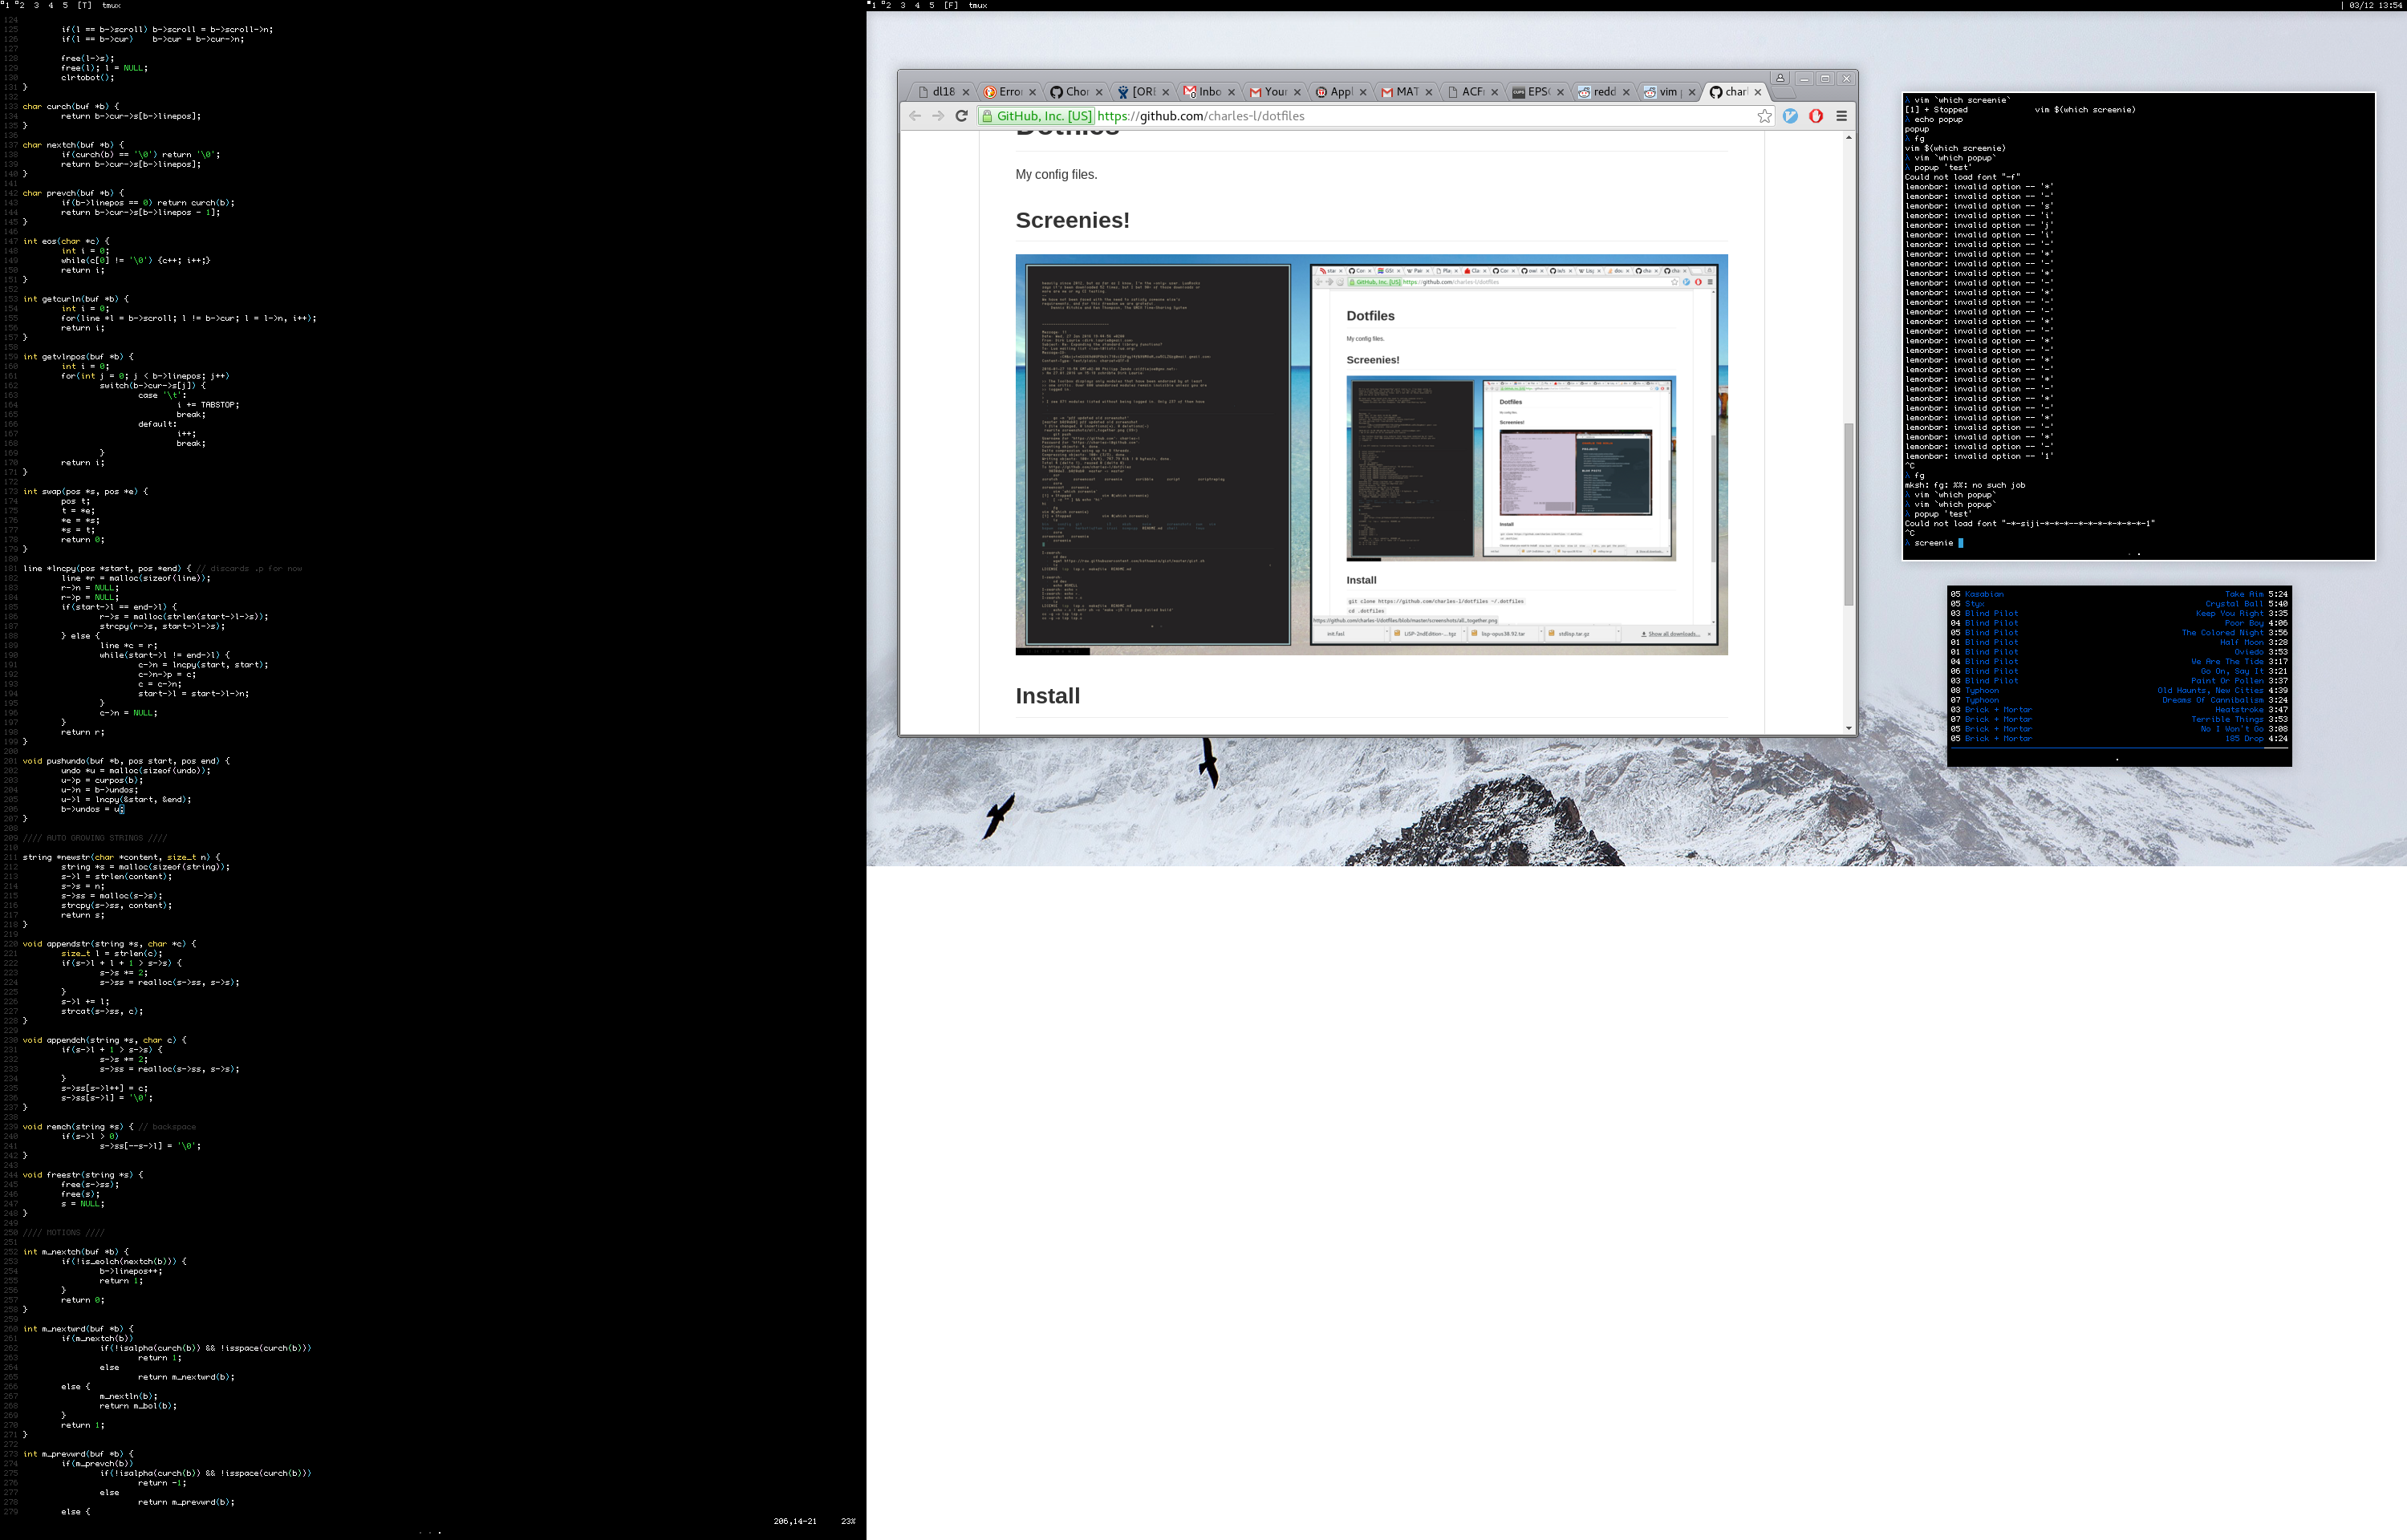 1 2 3 4 5 [T] tmux
124
125 if(l == b->scroll) b->scroll = b->scroll->n;
126 if(l == b->cur) b->cur = b->cur->n;
127
128 free(l->s);
129 free(l); l = NULL;
130 clrtobot();
131 }
132
133 char curch(buf *b) {
134 return b->cur->s[b->linepos];
135 }
136
137 char nextch(buf *b) {
138 if(curch(b) == '\0') return '\0';
139 return b->cur->s[b->linepos];
140 }
141
142 char prevch(buf *b) {
143 if(b->linepos == 0) return curch(b);
144 return b->cur->s[b->linepos - 1];
145 }
146
147 int eos(char *c) {
148 int i = 0;
149 while(c[0] != '\0') {c++; i++;}
150 return i;
151 }
152
153 int getcurln(buf *b) {
154 int i = 0;
155 for(line *l = b->scroll; l != b->cur; l = l->n, i++);
156 return i;
157 }
158
159 int getvlnpos(buf *b) {
160 int i = 0;
161 for(int j = 0; j < b->linepos; j++)
162 switch(b->cur->s[j]) {
163 case '\t':
164 i += TABSTOP;
165 break;
166 default:
167 i++;
168 break;
169 }
170 return i;
171 }
172
173 int swap(pos *s, pos *e) {
174 pos t;
175 t = *e;
176 *e = *s;
177 *s = t;
178 return 0;
179 }
180
181 line *lncpy(pos *start, pos *end) { // discards .p for now
182 line *r = malloc(sizeof(line));
183 r->n = NULL;
184 r->p = NULL;
185 if(start->l == end->l) {
186 r->s = malloc(strlen(start->l->s));
187 strcpy(r->s, start->l->s);
188 } else {
189 line *c = r;
190 while(start->l != end->l) {
191 c->n = lncpy(start, start);
192 c->n->p = c;
193 c = c->n;
194 start->l = start->l->n;
195 }
196 c->n = NULL;
197 }
198 return r;
199 }
200
201 void pushundo(buf *b, pos start, pos end) {
202 undo *u = malloc(sizeof(undo));
203 u->p = curpos(b);
204 u->n = b->undos;
205 u->l = lncpy(&start, &end);
206 b->undos = u;
207 }
208
209 //// AUTO GROWING STRINGS ////
210
211 string *newstr(char *content, size_t n) {
212 string *s = malloc(sizeof(string));
213 s->l = strlen(content);
214 s->s = n;
215 s->ss = malloc(s->s);
216 strcpy(s->ss, content);
217 return s;
218 }
219
220 void appendstr(string *s, char *c) {
221 size_t l = strlen(c);
222 if(s->l + l + 1 > s->s) {
223 s->s *= 2;
224 s->ss = realloc(s->ss, s->s);
225 }
226 s->l += l;
227 strcat(s->ss, c);
228 }
229
230 void appendch(string *s, char c) {
231 if(s->l + 1 > s->s) {
232 s->s *= 2;
233 s->ss = realloc(s->ss, s->s);
234 }
235 s->ss[s->l++] = c;
236 s->ss[s->l] = '\0';
237 }
238
239 void remch(string *s) { // backspace
240 if(s->l > 0)
241 s->ss[--s->l] = '\0';
242 }
243
244 void freestr(string *s) {
245 free(s->ss);
246 free(s);
247 s = NULL;
248 }
249
250 //// MOTIONS ////
251
252 int m_nextch(buf *b) {
253 if(!is_eolch(nextch(b))) {
254 b->linepos++;
255 return 1;
256 }
257 return 0;
258 }
259
260 int m_nextwrd(buf *b) {
261 if(m_nextch(b))
262 if(!isalpha(curch(b)) && !isspace(curch(b)))
263 return 1;
264 else
265 return m_nextwrd(b);
266 else {
267 m_nextln(b);
268 return m_bol(b);
269 }
270 return 1;
271 }
272
273 int m_prevwrd(buf *b) {
274 if(m_prevch(b))
275 if(!isalpha(curch(b)) && !isspace(curch(b)))
276 return -1;
277 else
278 return m_prevwrd(b);
279 else {
206,14-21 23%
1 2 3 4 5 [F] tmux
| 03/12 13:54
dl18 Error Chor [ORE Inbo Your Appl MAT ACF EPS redd vim charl
GitHub, Inc. [US] https://github.com/charles-l/dotfiles
Dotfiles
My config files.
Screenies!
https://github.com/charles-l/dotfiles
Dotfiles
My config files.
Screenies!
Dotfiles
Screenies!
Install
Install
git clone https://github.com/charles-l/dotfiles ~/.dotfiles
cd .dotfiles
https://github.com/charles-l/dotfiles/blob/master/screenshots/all_together.png
init.fasl LiSP-2ndEdition-....tgz lisp-opus38.92.tar stdlisp.tar.gz Show all downloads...
Install
λ vim `which screenie`
[1] + Stopped vim $(which screenie)
λ echo popup
popup
λ fg
vim $(which screenie)
λ vim `which popup`
λ popup 'test'
Could not load font "-f"
lemonbar: invalid option -- '*'
lemonbar: invalid option -- '-'
lemonbar: invalid option -- 's'
lemonbar: invalid option -- 'i'
lemonbar: invalid option -- 'j'
lemonbar: invalid option -- 'i'
lemonbar: invalid option -- '-'
lemonbar: invalid option -- '*'
lemonbar: invalid option -- '-'
lemonbar: invalid option -- '*'
lemonbar: invalid option -- '-'
lemonbar: invalid option -- '*'
lemonbar: invalid option -- '-'
lemonbar: invalid option -- '-'
lemonbar: invalid option -- '*'
lemonbar: invalid option -- '-'
lemonbar: invalid option -- '*'
lemonbar: invalid option -- '-'
lemonbar: invalid option -- '*'
lemonbar: invalid option -- '-'
lemonbar: invalid option -- '*'
lemonbar: invalid option -- '-'
lemonbar: invalid option -- '*'
lemonbar: invalid option -- '-'
lemonbar: invalid option -- '*'
lemonbar: invalid option -- '-'
lemonbar: invalid option -- '*'
lemonbar: invalid option -- '-'
lemonbar: invalid option -- '1'
^C
λ fg
mksh: fg: %%: no such job
λ vim `which popup`
λ vim `which popup`
λ popup 'test'
Could not load font "-*-siji-*-*-*--*-*-*-*-*-*-*-1"
^C
λ screenie
05 Kasabian Take Aim 5:24
05 Styx Crystal Ball 5:40
03 Blind Pilot Keep You Right 3:35
04 Blind Pilot Poor Boy 4:06
05 Blind Pilot The Colored Night 3:56
01 Blind Pilot Half Moon 3:28
01 Blind Pilot Oviedo 3:53
04 Blind Pilot We Are The Tide 3:17
06 Blind Pilot Go On, Say It 3:21
03 Blind Pilot Paint Or Pollen 3:37
08 Typhoon Old Haunts, New Cities 4:39
07 Typhoon Dreams Of Cannibalism 3:24
03 Brick + Mortar Heatstroke 3:47
07 Brick + Mortar Terrible Things 3:53
05 Brick + Mortar No I Won't Go 3:08
05 Brick + Mortar 185 Drop 4:24